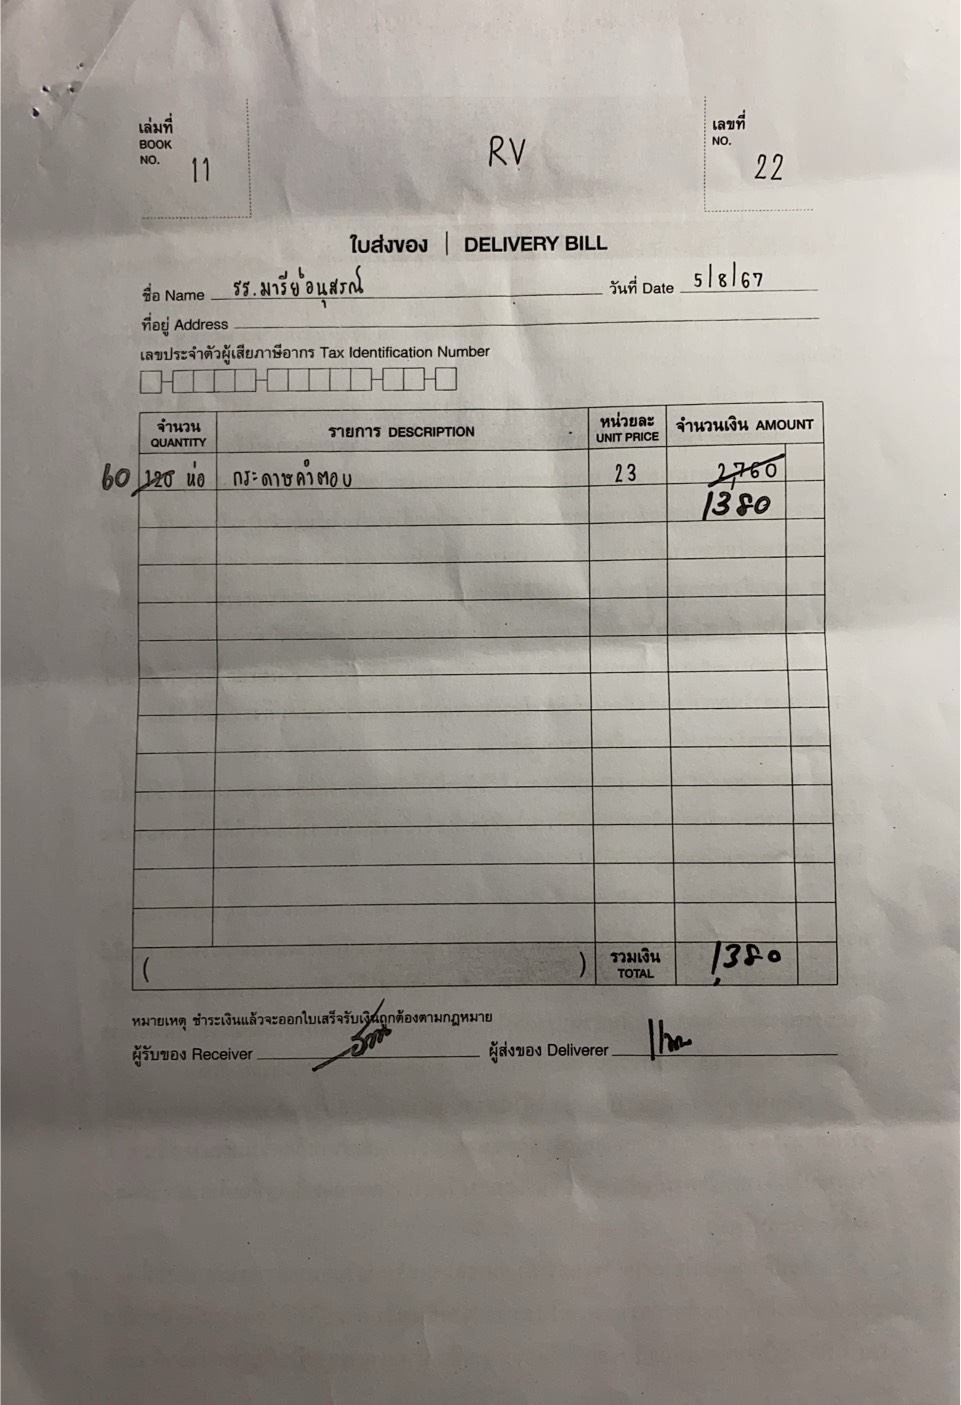 เล่มที่
BOOK
NO. 11
RV
เลขที่
NO.
22
ใบส่งของ | DELIVERY BILL
ชื่อ Name รร.มารีย์อนุสรณ์ วันที่ Date 5/8/67
ที่อยู่ Address
เลขประจำตัวผู้เสียภาษีอากร Tax Identification Number
จำนวน QUANTITY รายการ DESCRIPTION หน่วยละ UNIT PRICE จำนวนเงิน AMOUNT
60 120 ห่อ กระดาษคำตอบ 23 2,760
1380
( ) รวมเงิน TOTAL 1,380
หมายเหตุ ชำระเงินแล้วจะออกใบเสร็จรับเงินถูกต้องตามกฎหมาย
ผู้รับของ Receiver ผู้ส่งของ Deliverer